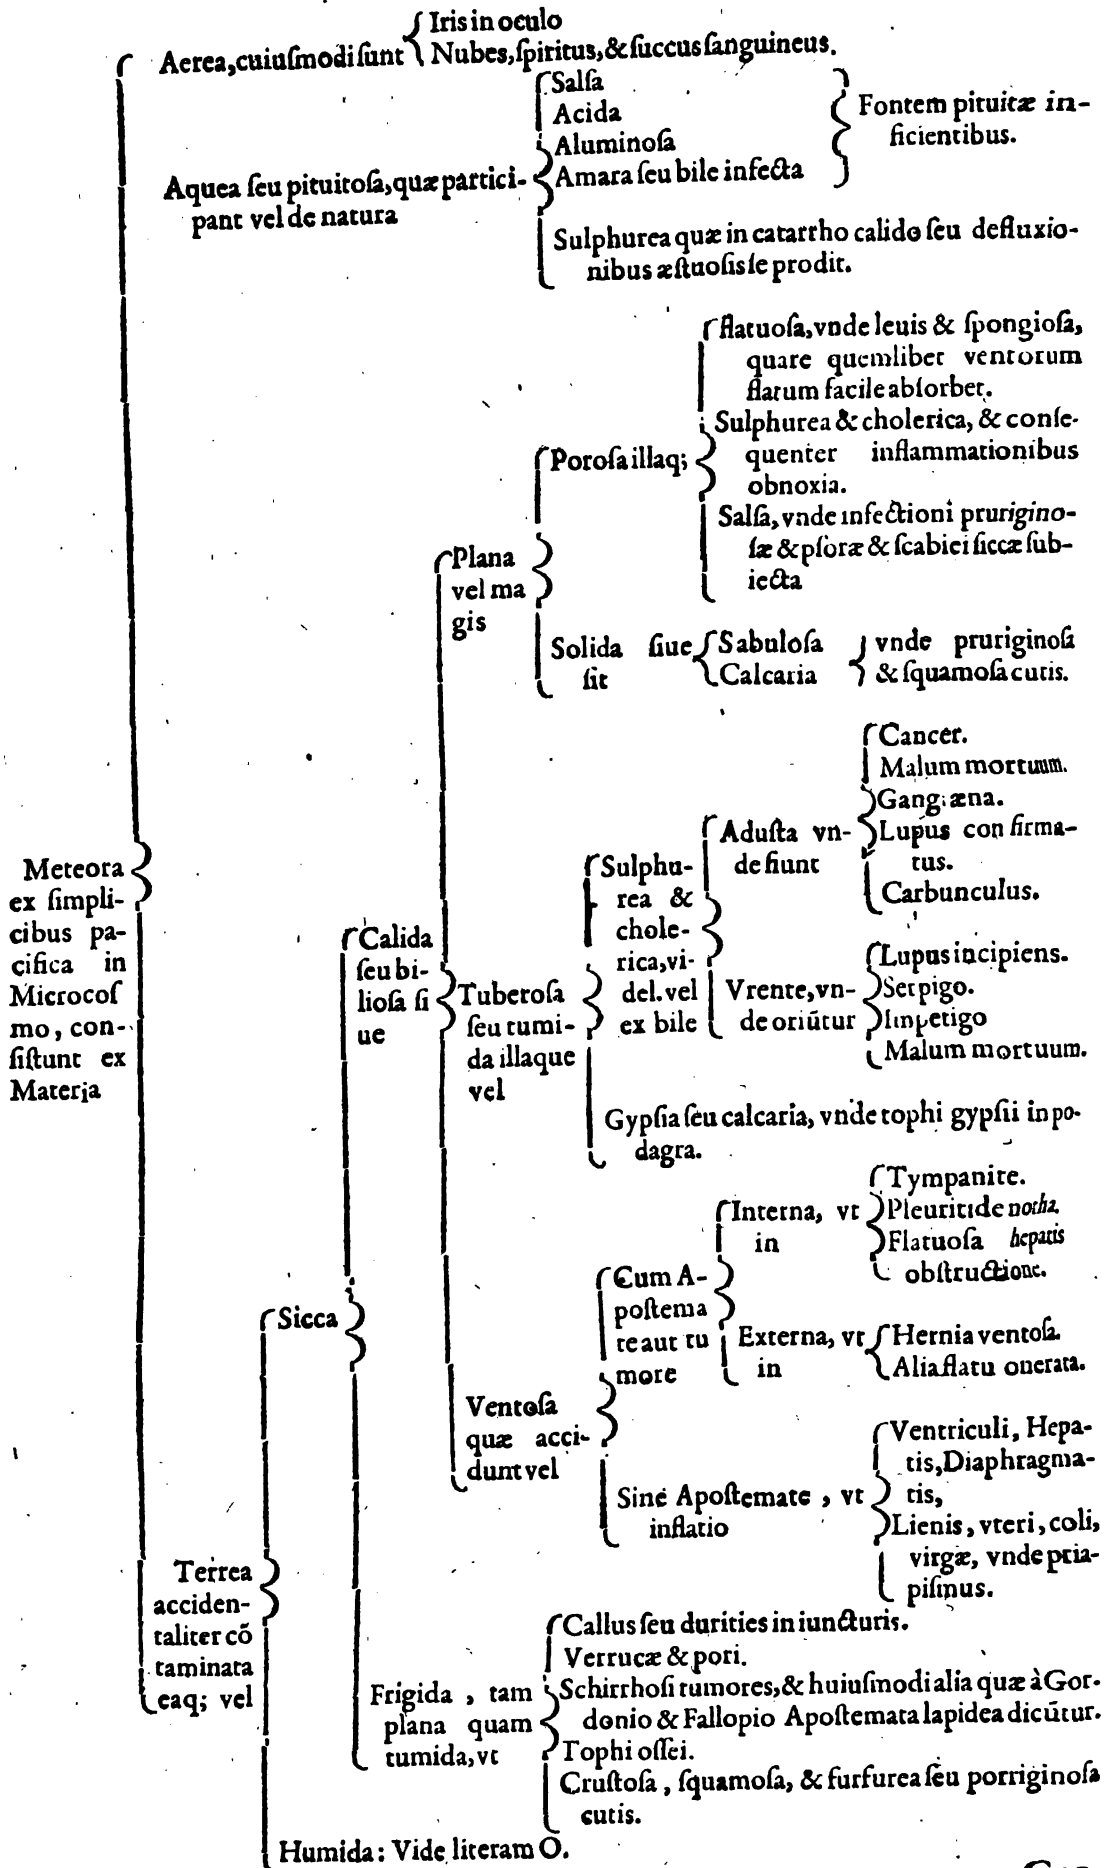 Iris in oculo
Aerea, cuiuſmodi ſunt
Nubes, ſpiritus, & ſuccus ſanguineus.
Salſa
Acida
Aluminoſa
Amara ſeu bile infecta
Fontem pituitæ in-
ficientibus.
Aquea ſeu pituitoſa, quæ partici-
pant vel de natura
Sulphurea quæ in catarrho calido ſeu defluxio-
nibus æſtuoſis ſe prodit.
flatuoſa, vnde leuis & ſpongioſa,
quare quemlibet ventorum
flatum facile abſorbet.
Poroſa illaq;
Sulphurea & cholerica, & conſe-
quenter inflammationibus
obnoxia.
Salſa, vnde infectioni prurigino-
ſæ & pſoræ & ſcabiei ſiccæ ſub-
iecta
Plana
vel ma
gis
Solida ſiue
ſit
Sabuloſa
Calcaria
vnde pruriginoſa
& ſquamoſa cutis.
Cancer.
Malum mortuum.
Gangræna.
Lupus confirma-
tus.
Carbunculus.
Aduſta vn-
de fiunt
Meteora
ex ſimpli-
cibus pa-
cifica in
Microcoſ
mo, con-
ſiſtunt ex
Materia
Calida
ſeu bi-
lioſa ſi
ue
Tuberoſa
ſeu tumi-
da illaque
vel
Sulphu-
rea &
chole-
rica, vi-
del. vel
ex bile
Vrente, vn-
de oriūtur
Lupus incipiens.
Serpigo.
Impetigo
Malum mortuum.
Gypſia ſeu calcaria, vnde tophi gypſii in po-
dagra.
Interna, vt
in
Tympanite.
Pleuritide notha,
Flatuoſa hepatis
obſtructione.
Sicca
Cum A-
poſtema
te aut tu
more
Externa, vt
in
Hernia ventoſa.
Alia flatu onerata.
Ventoſa
quæ acci-
dunt vel
Sine Apoſtemate, vt
inflatio
Ventriculi, Hepa-
tis, Diaphragma-
tis,
Lienis, vteri, coli,
virgæ, vnde pria-
piſmus.
Terrea
acciden-
taliter cō
taminata
eaq; vel
Frigida, tam
plana quam
tumida, vt
Callus ſeu durities in iuncturis.
Verrucæ & pori.
Schirrhoſi tumores, & huiuſmodi alia quæ à Gor-
donio & Fallopio Apoſtemata lapidea dicūtur.
Tophi oſſei.
Cruſtoſa, ſquamoſa, & furfurea ſeu porriginoſa
cutis.
Humida: Vide literam O.